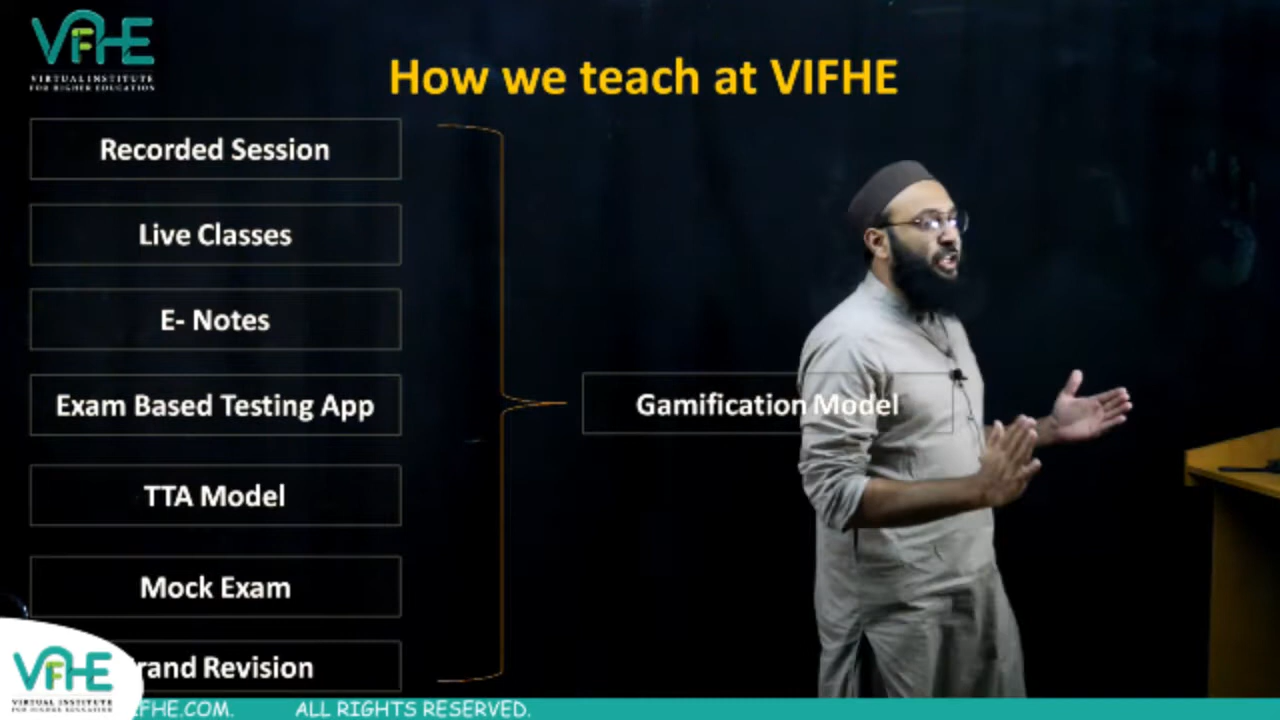 VIFHE
VIRTUAL INSTITUTE
FOR HIGHER EDUCATION
How we teach at VIFHE
Recorded Session
Live Classes
E- Notes
Exam Based Testing App
Gamification Model
TTA Model
Mock Exam
rand Revision
VIFHE
VIRTUAL INSTITUTE
FOR HIGHER EDUCATION
FHE.COM. ALL RIGHTS RESERVED.